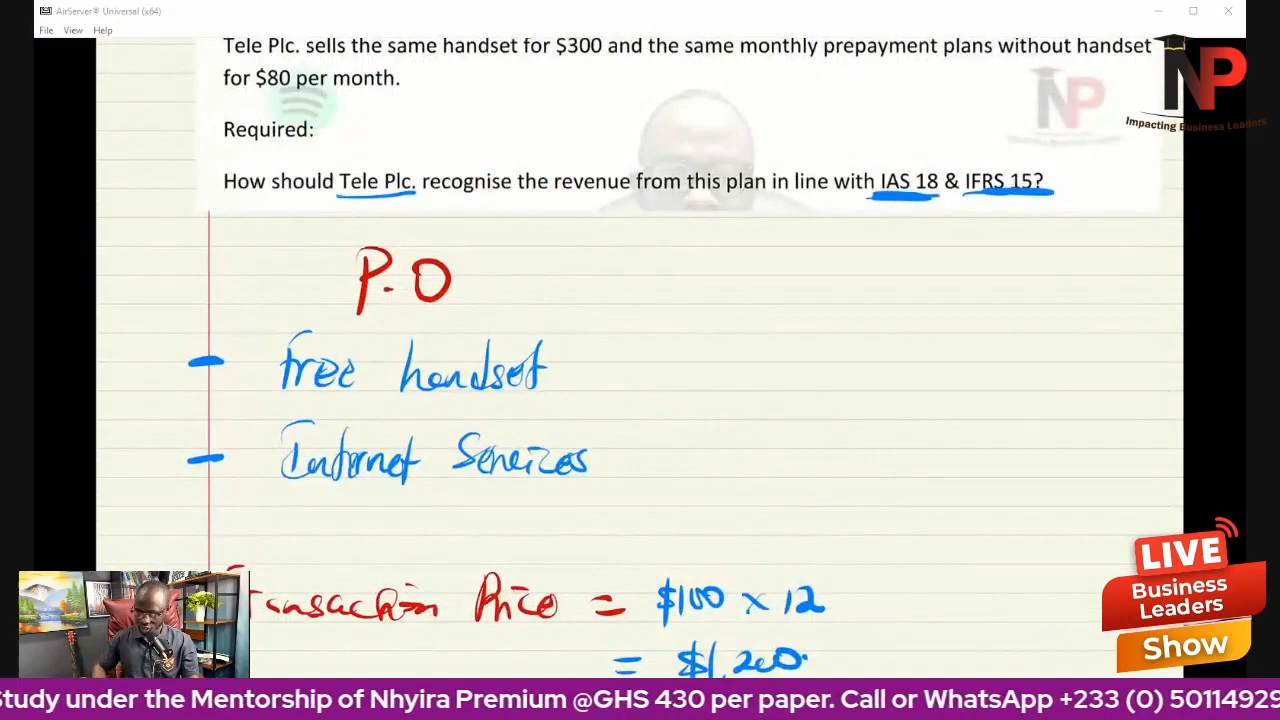 AirServer® Universal (x64)
File View Help
Tele Plc. sells the same handset for $300 and the same monthly prepayment plans without handset
for $80 per month.
NP
Impacting Business Leaders
Required:
How should Tele Plc. recognise the revenue from this plan in line with IAS 18 & IFRS 15?
P.O
- Free handset
- Internet Services
Transaction Price = $100 x 12
= $1,200.
LIVE
Business
Leaders
Show
Study under the Mentorship of Nhyira Premium @GHS 430 per paper. Call or WhatsApp +233 (0) 50114929